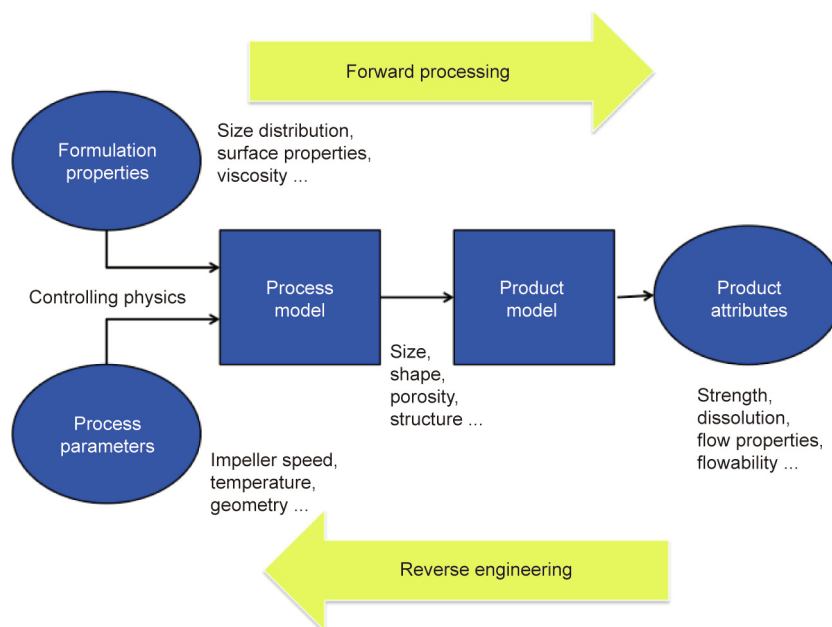 Forward processing
Formulation
properties
Size distribution,
surface properties,
viscosity ...
Controlling physics
Process
model
Product
model
Product
attributes
Size,
shape,
porosity,
structure ...
Process
parameters
Impeller speed,
temperature,
geometry ...
Strength,
dissolution,
flow properties,
flowability ...
Reverse engineering